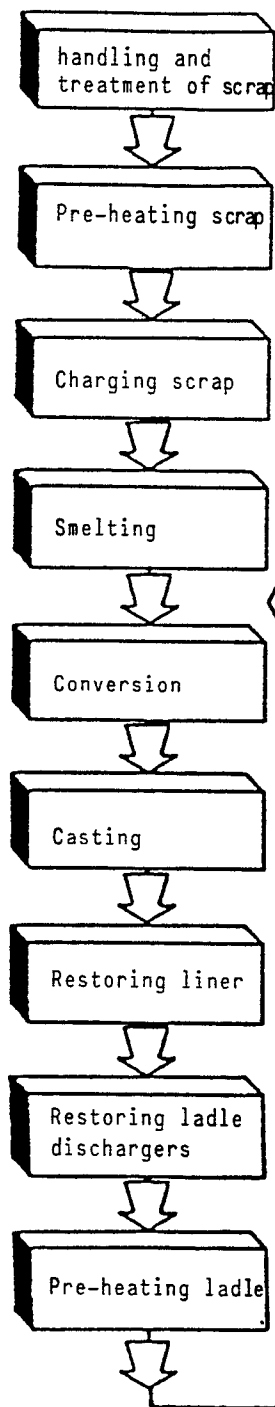 handling and
treatment of scrap
Pre-heating scrap
Charging scrap
Smelting
Conversion
Casting
Restoring liner
Restoring ladle
dischargers
Pre-heating ladle